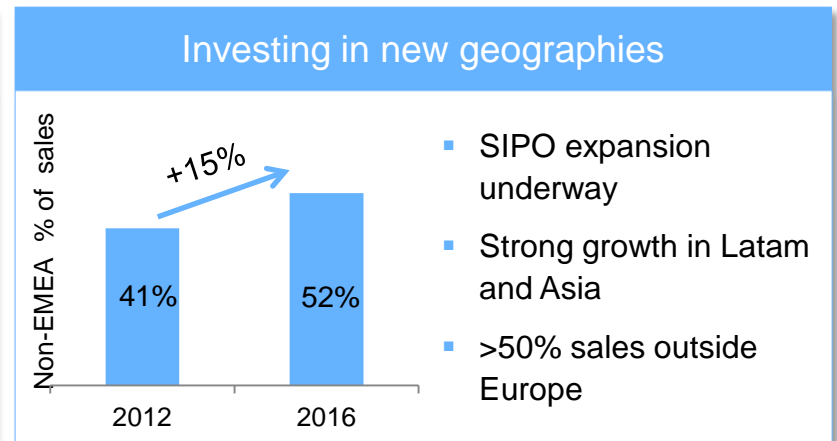 Investing in new geographies
Non-EMEA % of sales
+15%
41%
52%
2012
2016
▪ SIPO expansion
underway
▪ Strong growth in Latam
and Asia
▪ >50% sales outside
Europe